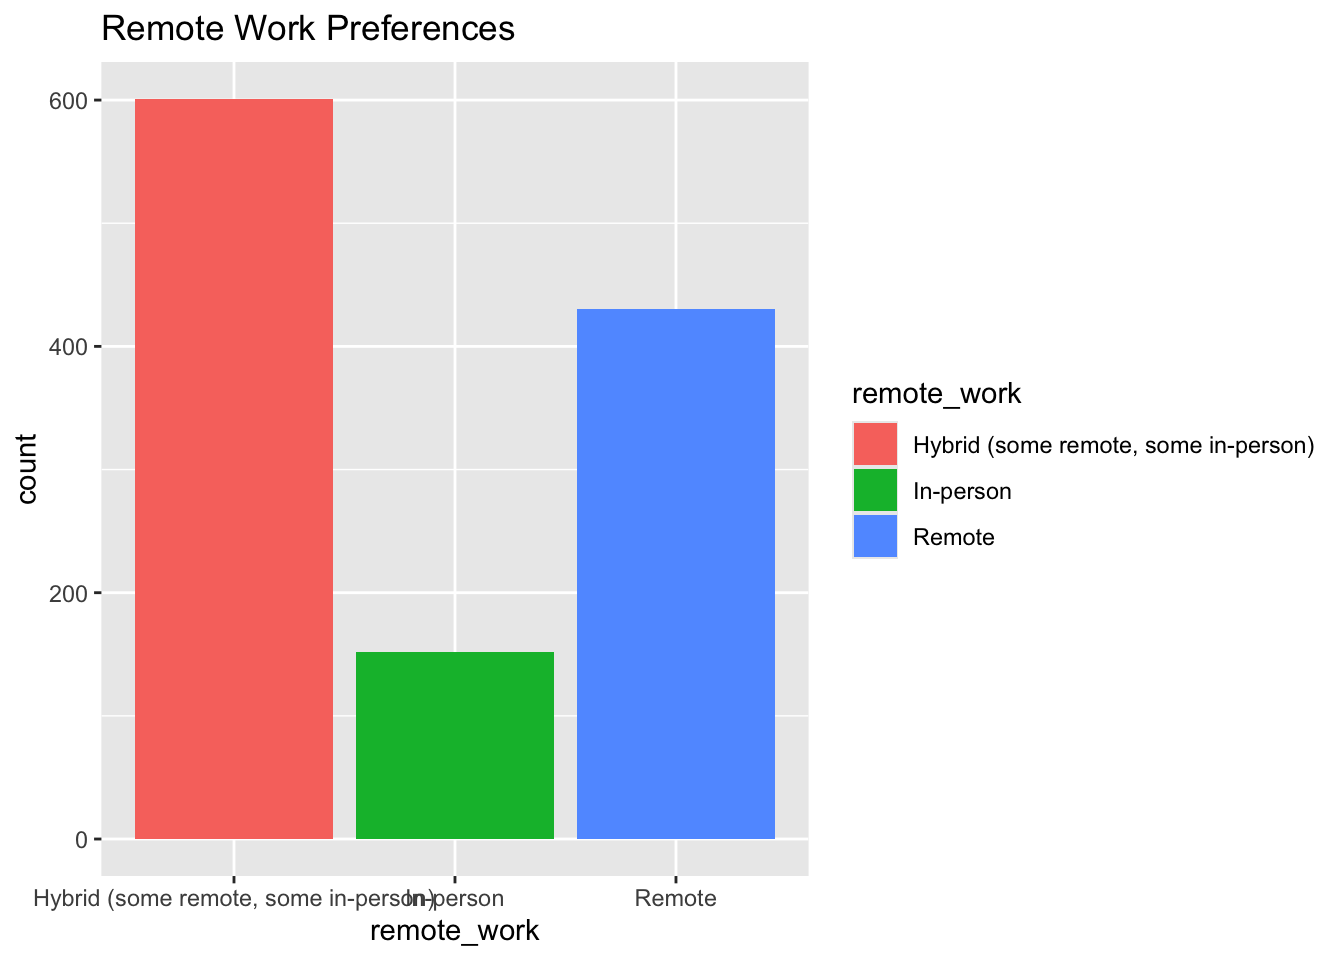 Remote Work Preferences
600
400
200
0
count
Hybrid (some remote, some in-person)
In-person
Remote
remote_work
remote_work
Hybrid (some remote, some in-person)
In-person
Remote